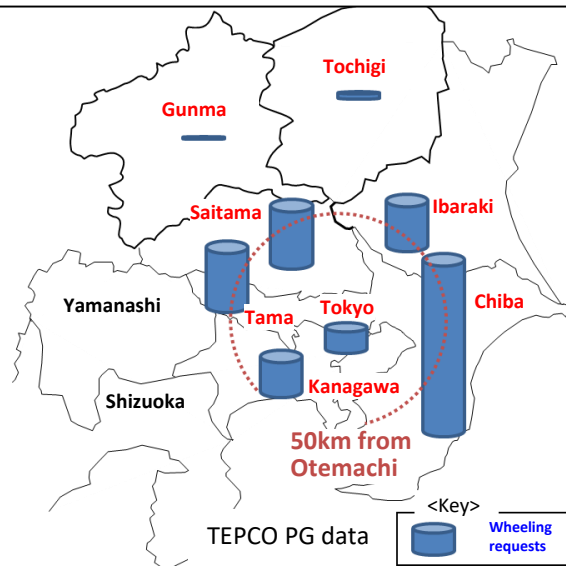 Tochigi
Gunma
Saitama
Ibaraki
Yamanashi
Tama
Tokyo
Chiba
Kanagawa
Shizuoka
50km from
Otemachi
TEPCO PG data
<Key>
Wheeling
requests